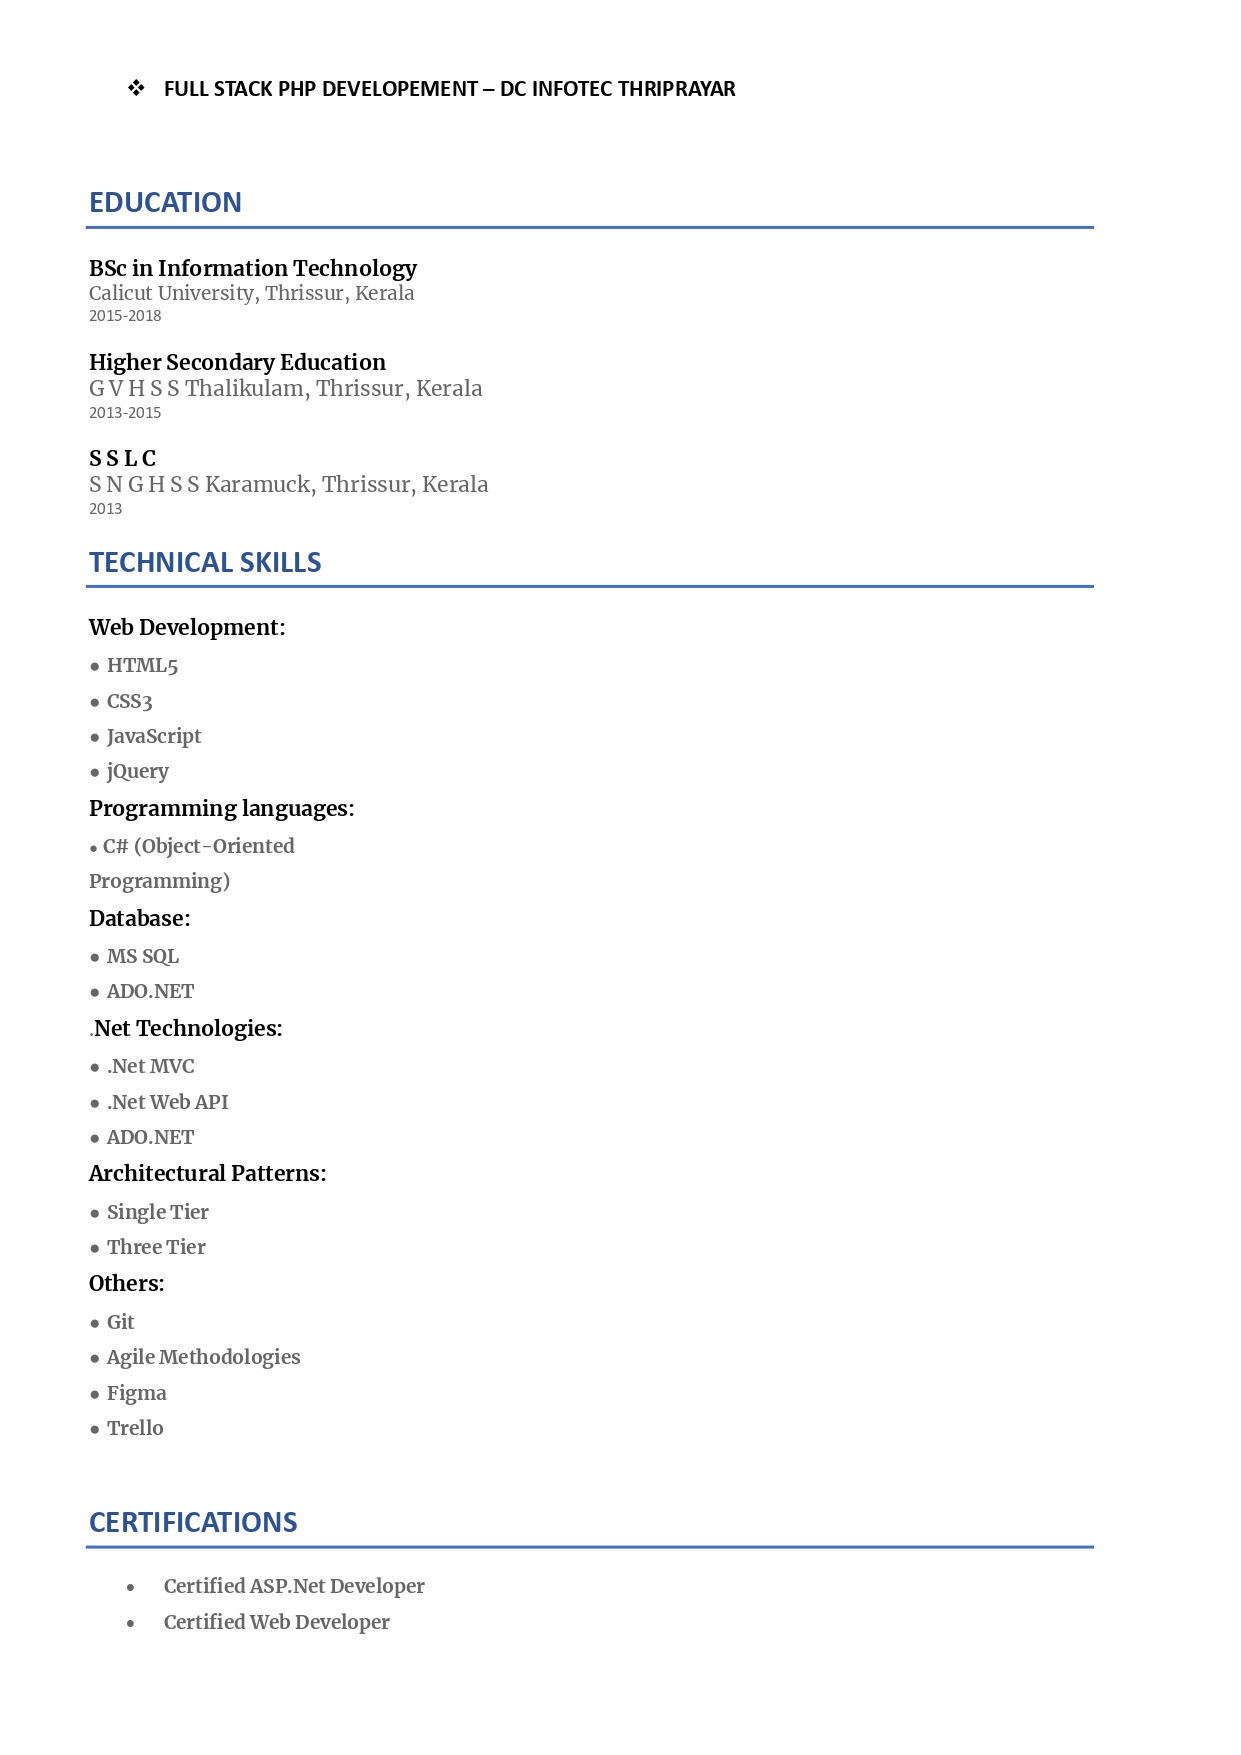 ❖ FULL STACK PHP DEVELOPEMENT – DC INFOTEC THRIPRAYAR
EDUCATION
BSc in Information Technology
Calicut University, Thrissur, Kerala
2015-2018
Higher Secondary Education
G V H S S Thalikulam, Thrissur, Kerala
2013-2015
S S L C
S N G H S S Karamuck, Thrissur, Kerala
2013
TECHNICAL SKILLS
Web Development:
● HTML5
● CSS3
● JavaScript
● jQuery
Programming languages:
● C# (Object-Oriented
Programming)
Database:
● MS SQL
● ADO.NET
.Net Technologies:
● .Net MVC
● .Net Web API
● ADO.NET
Architectural Patterns:
● Single Tier
● Three Tier
Others:
● Git
● Agile Methodologies
● Figma
● Trello
CERTIFICATIONS
• Certified ASP.Net Developer
• Certified Web Developer